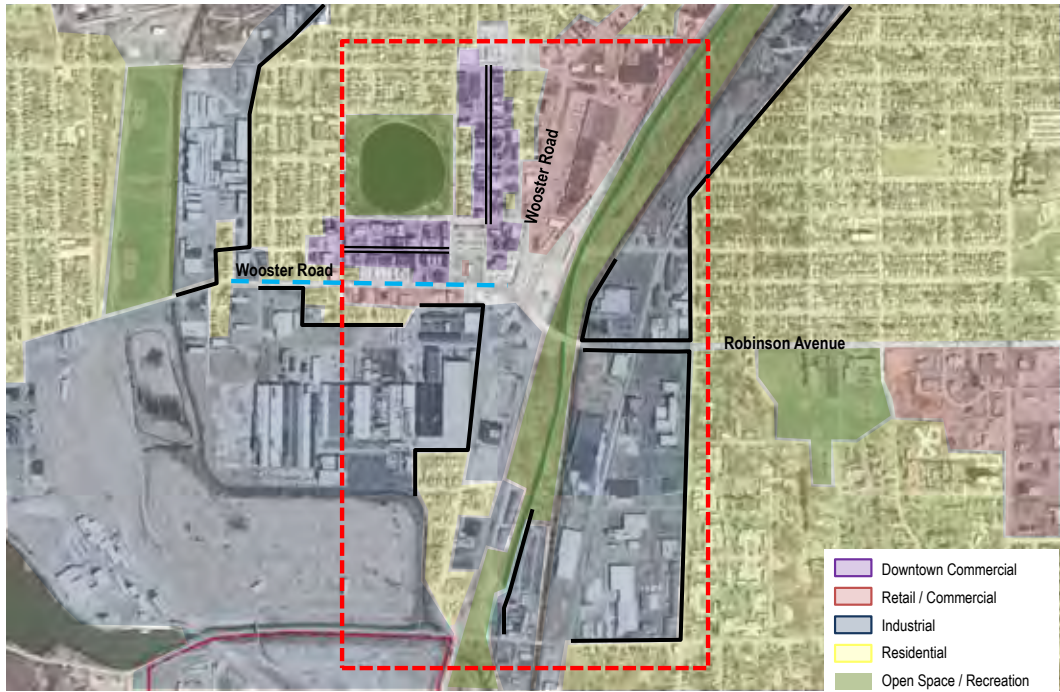 Wooster Road
Wooster Road
Robinson Avenue
Downtown Commercial
Retail / Commercial
Industrial
Residential
Open Space / Recreation